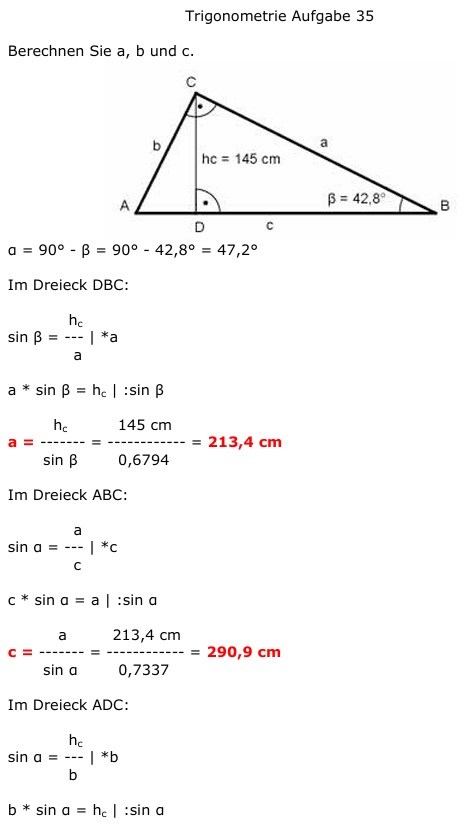 Trigonometrie Aufgabe 35
Berechnen Sie a, b und c.
C
b
a
hc = 145 cm
A
β = 42,8°
B
D
c
α = 90° - β = 90° - 42,8° = 47,2°
Im Dreieck DBC:
hc
sin β = --- | *a
a
a * sin β = hc | :sin β
hc 145 cm
a = ------- = ------------ = 213,4 cm
sin β 0,6794
Im Dreieck ABC:
a
sin α = --- | *c
c
c * sin α = a | :sin α
a 213,4 cm
c = ------- = ------------ = 290,9 cm
sin α 0,7337
Im Dreieck ADC:
hc
sin α = --- | *b
b
b * sin α = hc | :sin α